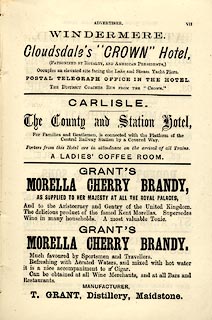 ADVERTISER.
VII
WINDERMERE.
Cloudsdale's "CROWN" Hotel,
(PATRONISED BY ROYALTY, AND AMERICAN PRESIDENTS,)
Occupies an elevated site facing the Lake and Steam Yacht Piers.
POSTAL TELEGRAPH OFFICE IN THE HOTEL.
THE DISTRICT COACHES RUN FROM THE "CROWN."
CARLISLE.
The County and Station Hotel,
For Families and Gentlemen, is connected with the Platform of the
Central Railway Station by a Covered Way.
Porters from this Hotel are in attendance on the arrival of all Trains.
A LADIES' COFFEE ROOM.
GRANT'S
MORELLA CHERRY BRANDY,
AS SUPPLIED TO HER MAJESTY AT ALL THE ROYAL PALACES,
And to the Aristocracy and Gentry of the United Kingdom.
The delicious product of the famed Kent Morellas. Supersedes
Wine in many households. A most valuable Tonic.
GRANT'S
MORELLA CHERRY BRANDY.
Much favoured by Sportsmen and Travellers.
Refreshing with Aerated Waters, and mixed with hot water
it is a nice accompaniment to a Cigar.
Can be obtained at all Wine Merchants, and at all Bars and
Restaurants.
MANUFACTURER,
T. GRANT, Distillery, Maidstone.